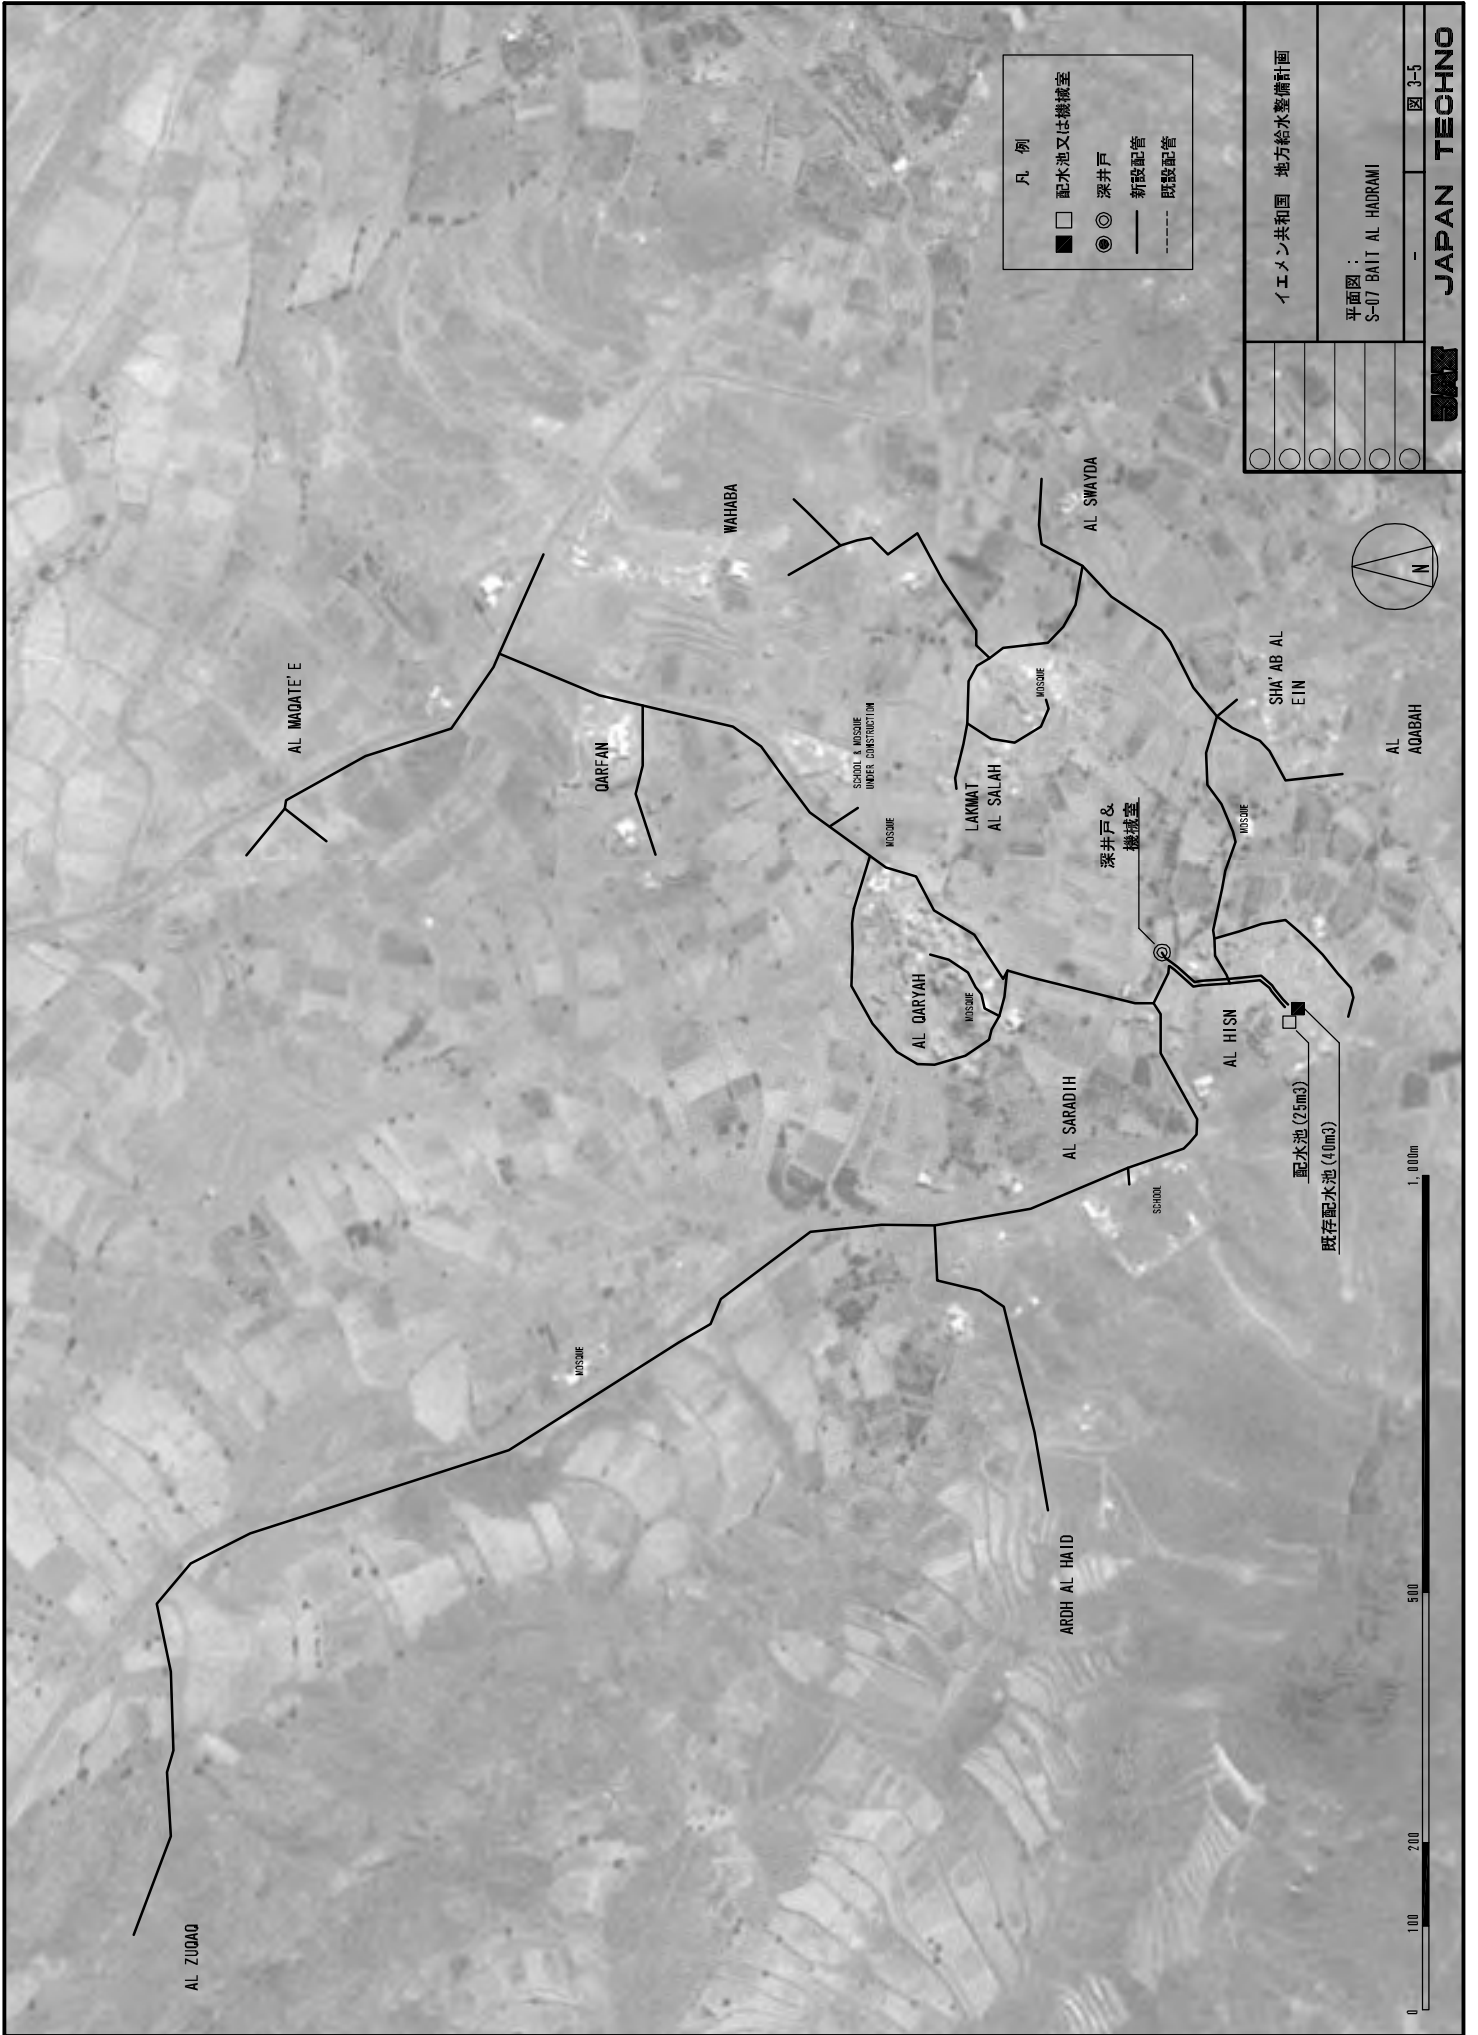 AL ZUQAQ
AL MAQATE'E
QARFAN
WAHABA
MOSQUE
SCHOOL & MOSQUE
UNDER CONSTRUCTION
MOSQUE
AL QARYAH
MOSQUE
LAKMAT
AL SALAH
MOSQUE
AL SWAYDA
ARDH AL HAID
AL SARADIH
SCHOOL
深井戸&
機械室
AL HISN
MOSQUE
SHA'AB AL
EIN
AL
AQABAH
配水池(25m3)
既存配水池(40m3)
N
0
100
200
500
1,000m
凡 例
配水池又は機械室
深井戸
新設配管
既設配管
イエメン共和国 地方給水整備計画
平面図:
S-07 BAIT AL HADRAMI
-
図 3-5
JAPAN TECHNO